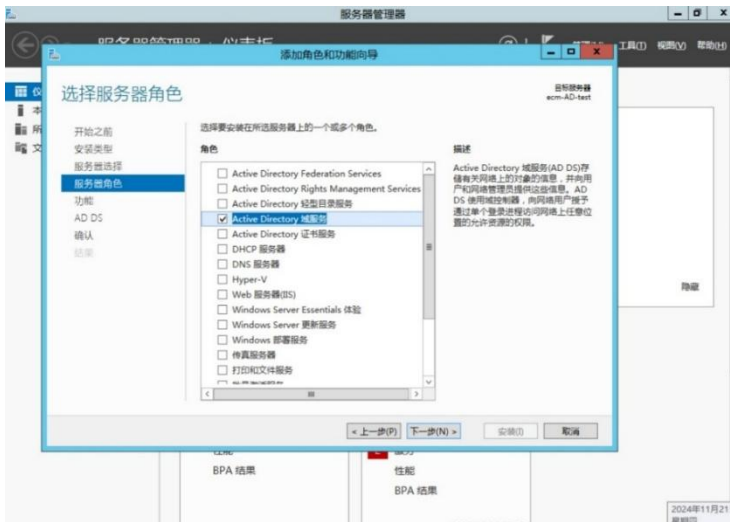 服务器管理器
工具(T) 视图(V) 帮助(H)
添加角色和功能向导
选择服务器角色
目标服务器
ecm-AD-test
开始之前
安装类型
服务器选择
服务器角色
功能
AD DS
确认
结果
选择要安装在所选服务器上的一个或多个角色。
角色
Active Directory Federation Services
Active Directory Rights Management Services
Active Directory 轻型目录服务
Active Directory 域服务
Active Directory 证书服务
DHCP 服务器
DNS 服务器
Hyper-V
Web 服务器(IIS)
Windows Server Essentials 体验
Windows Server 更新服务
Windows 部署服务
传真服务器
打印和文件服务
描述
Active Directory 域服务(AD DS)存
储有关网络上的对象的信息，并向用
户和网络管理员提供这些信息。AD
DS 使用域控制器，向网络用户授予
通过单个登录进程访问网络上任意位
置的允许资源的权限。
隐藏
< 上一步(P) 下一步(N) > 安装(I) 取消
BPA 结果
性能
BPA 结果
2024年11月21